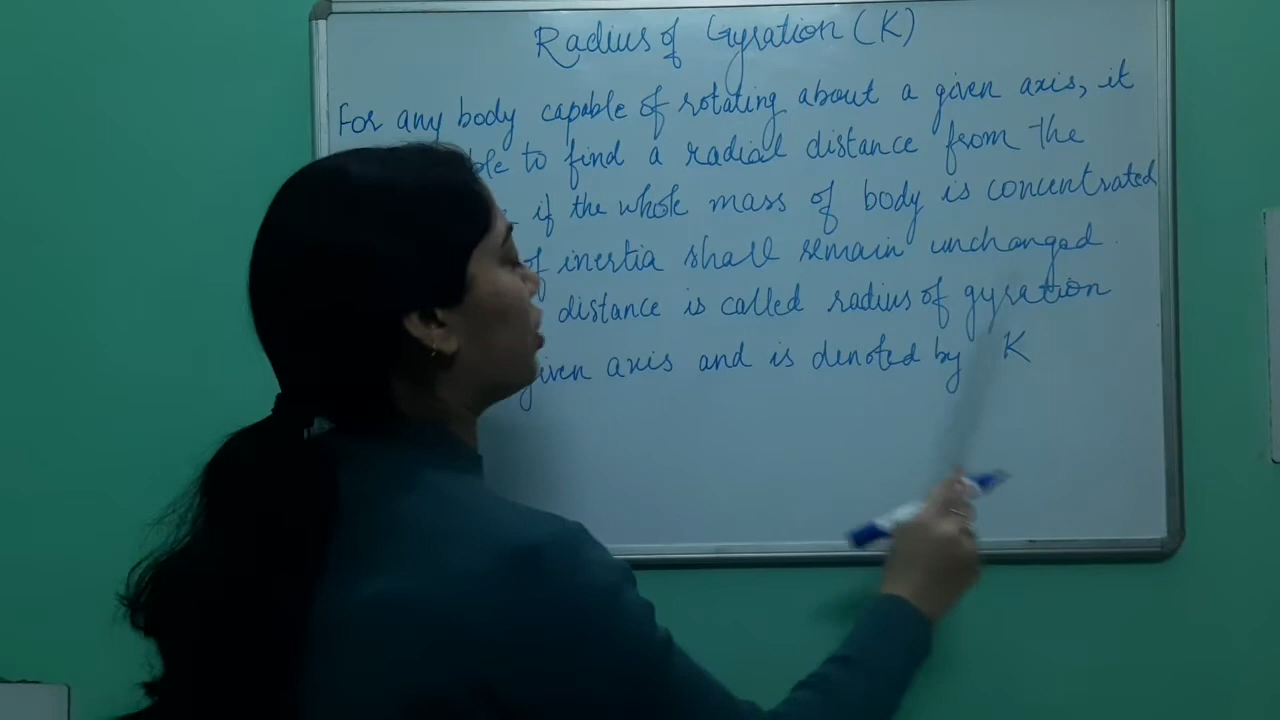 Radius of Gyration (K)
For any body capable of rotating about a given axis, it
to find a radial distance from the
if the whole mass of body is concentrated
of inertia shall remain unchanged.
distance is called radius of gyration
given axis and is denoted by K